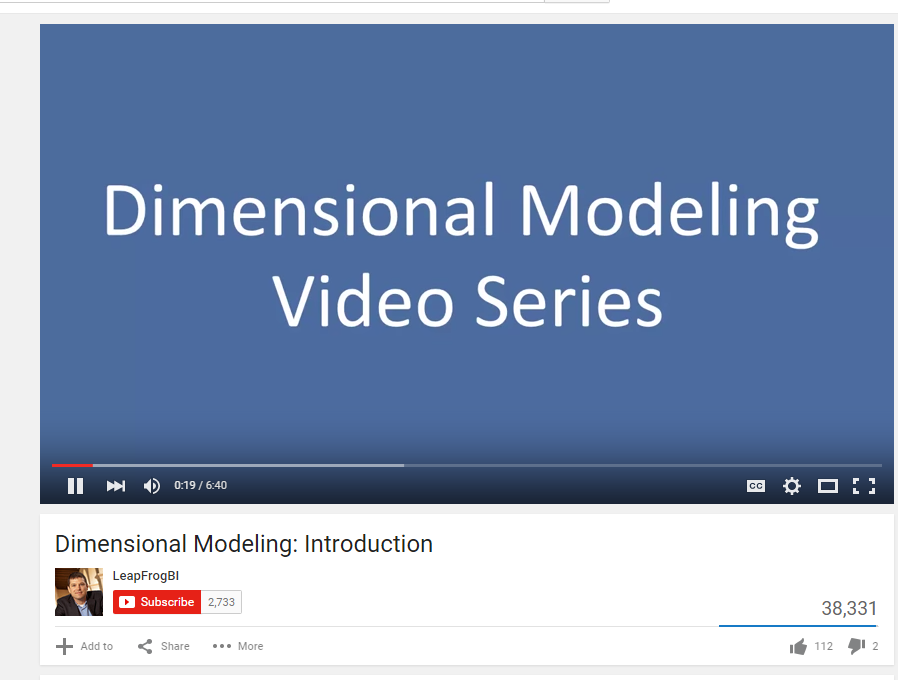 Dimensional Modeling
Video Series
0:19 / 6:40
CC
Dimensional Modeling: Introduction
LeapFrogBI
Subscribe 2,733
38,331
Add to Share More 112 2